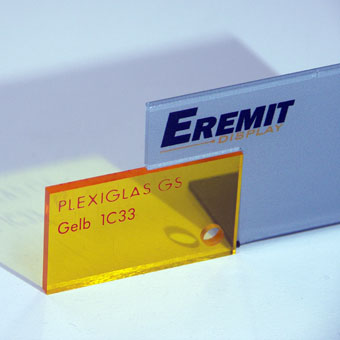 EREMIT
DISPLAY
PLEXIGLAS GS
Gelb 1C33